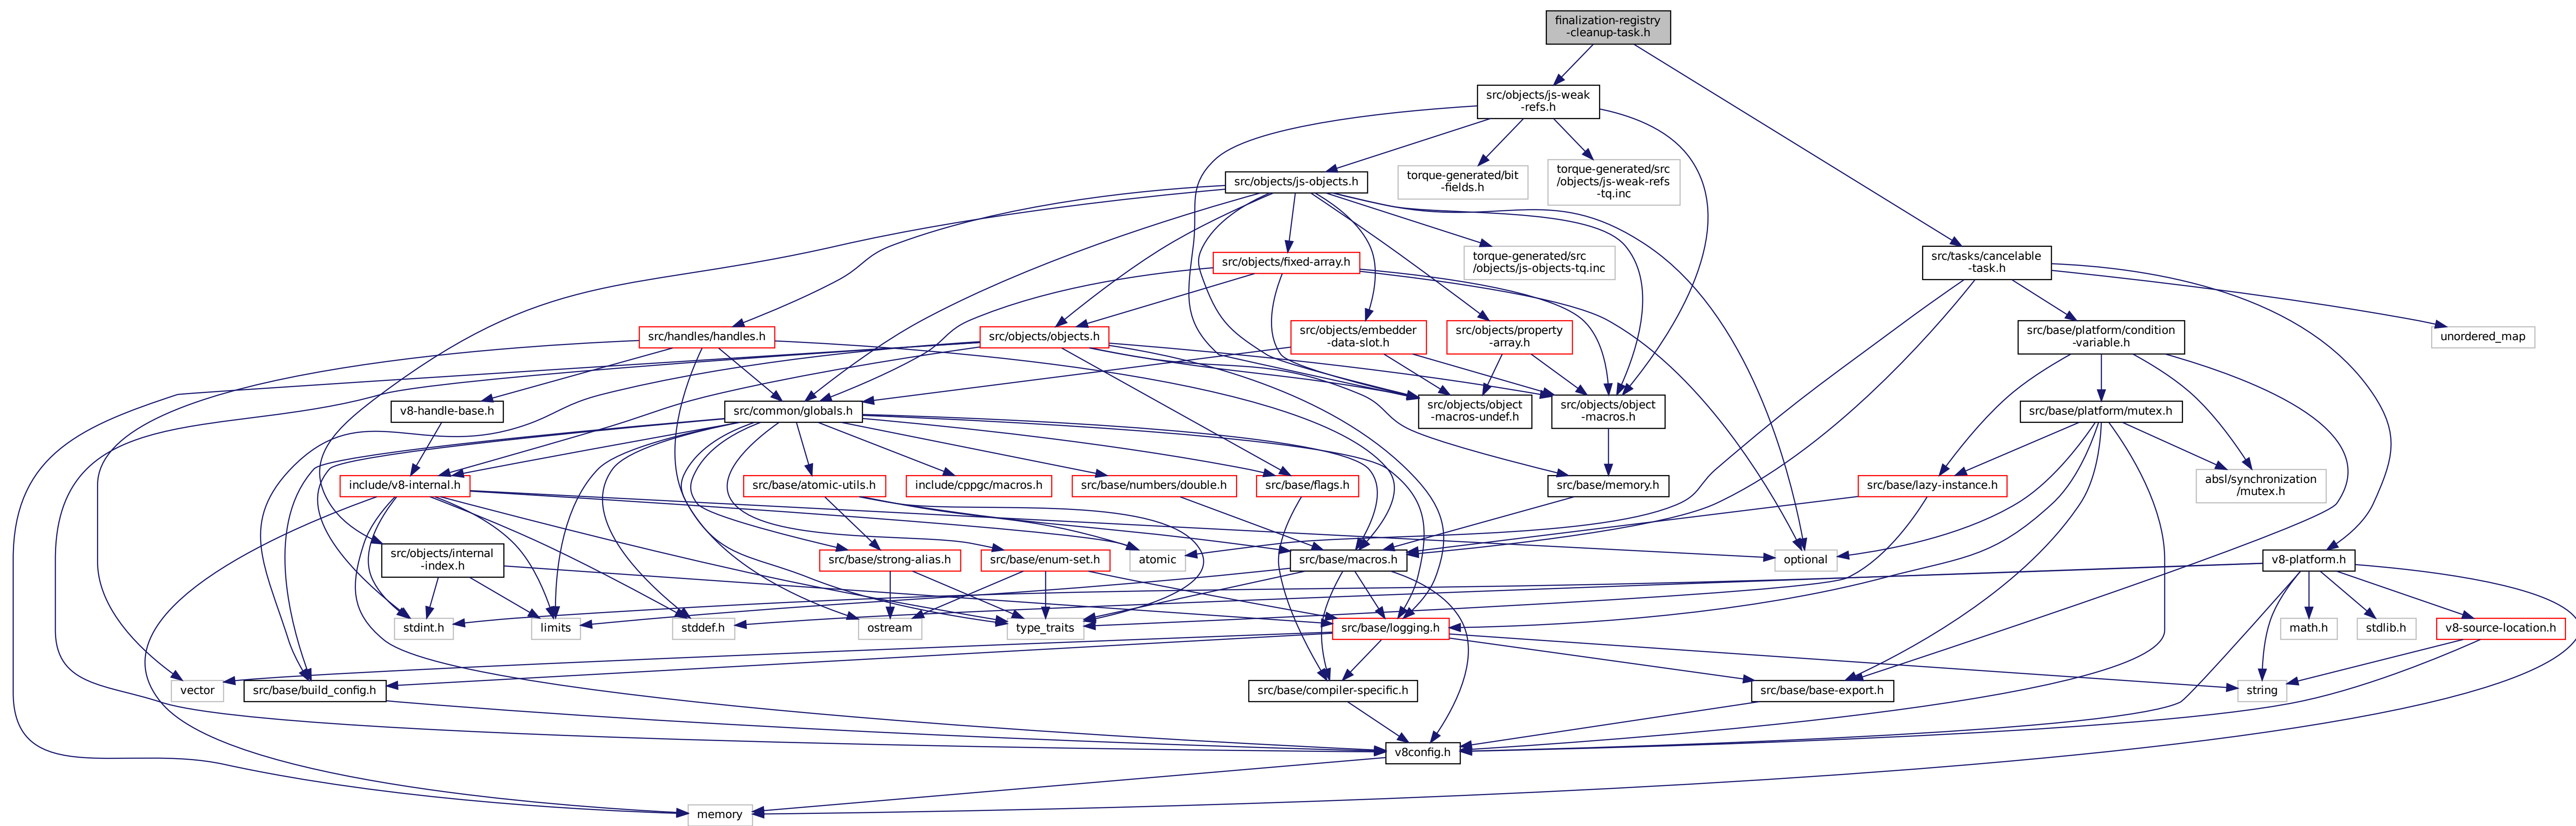 finalization-registry
-cleanup-task.h
src/objects/js-weak
-refs.h
src/objects/js-objects.h
torque-generated/bit
-fields.h
torque-generated/src
/objects/js-weak-refs
-tq.inc
src/objects/fixed-array.h
torque-generated/src
/objects/js-objects-tq.inc
src/tasks/cancelable
-task.h
src/handles/handles.h
src/objects/objects.h
src/objects/embedder
-data-slot.h
src/objects/property
-array.h
src/base/platform/condition
-variable.h
unordered_map
v8-handle-base.h
src/common/globals.h
src/objects/object
-macros-undef.h
src/objects/object
-macros.h
src/base/platform/mutex.h
include/v8-internal.h
src/base/atomic-utils.h
include/cppgc/macros.h
src/base/numbers/double.h
src/base/flags.h
src/base/memory.h
src/base/lazy-instance.h
absl/synchronization
/mutex.h
src/objects/internal
-index.h
src/base/strong-alias.h
src/base/enum-set.h
atomic
src/base/macros.h
optional
v8-platform.h
stdint.h
limits
stddef.h
ostream
type_traits
src/base/logging.h
math.h
stdlib.h
v8-source-location.h
vector
src/base/build_config.h
src/base/compiler-specific.h
src/base/base-export.h
string
v8config.h
memory